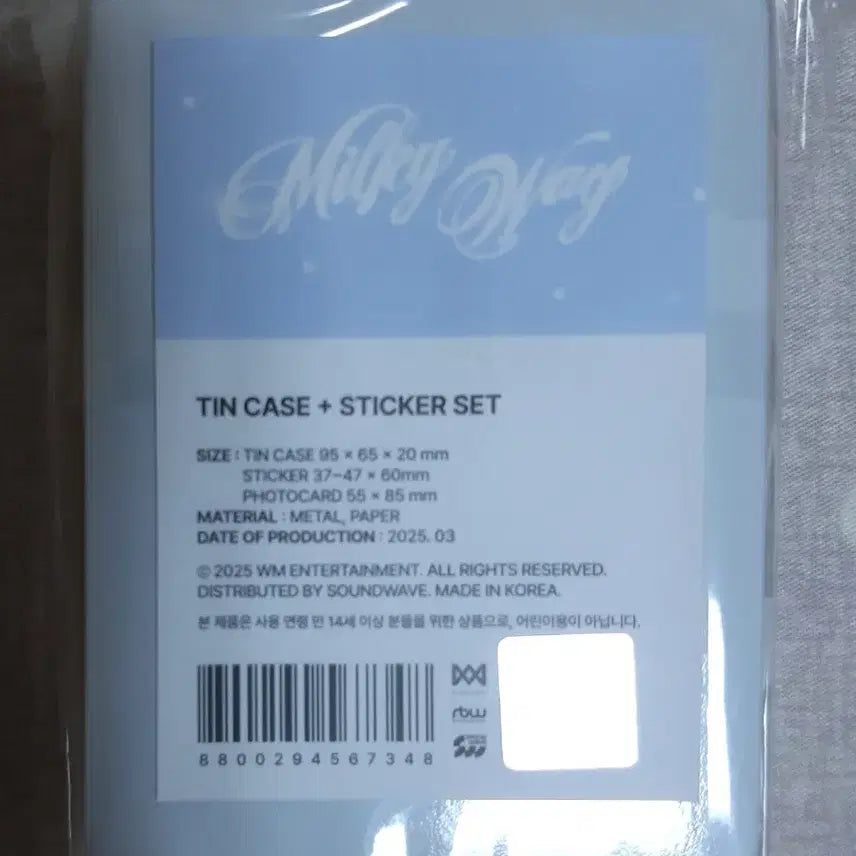 Milky Way
TIN CASE + STICKER SET
SIZE : TIN CASE 95 × 65 × 20 mm
STICKER 37-47 × 60mm
PHOTOCARD 55 × 85 mm
MATERIAL : METAL, PAPER
DATE OF PRODUCTION : 2025. 03
© 2025 WM ENTERTAINMENT. ALL RIGHTS RESERVED.
DISTRIBUTED BY SOUNDWAVE. MADE IN KOREA.
본 제품은 사용 연령 만 14세 이상 분들를 위한 상품으로, 어린이용이 아닙니다.
rbw
8800294567348